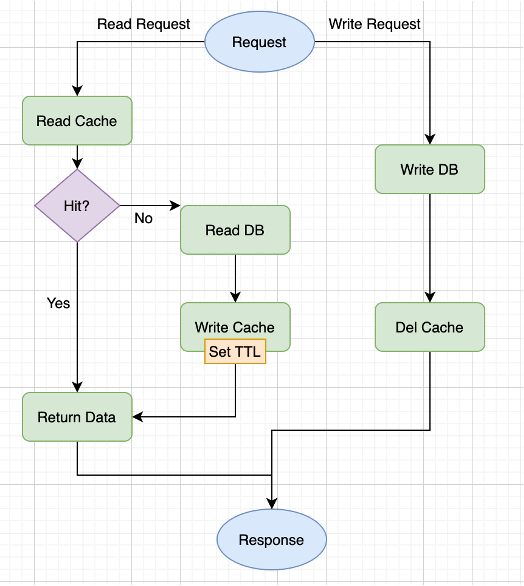 Read Request
Write Request
Request
Read Cache
Write DB
Hit?
No
Read DB
Yes
Write Cache
Set TTL
Del Cache
Return Data
Response